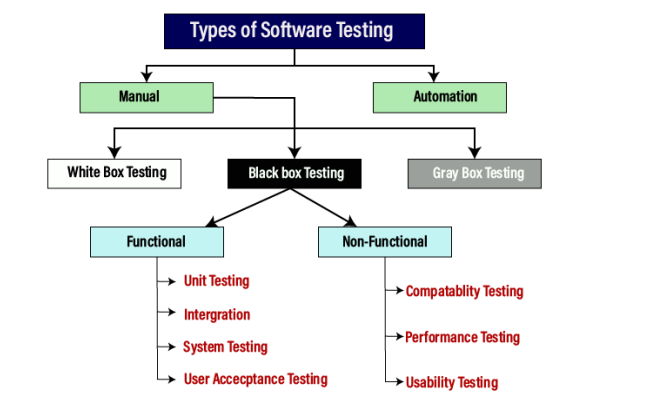 Types of Software Testing
Manual
Automation
White Box Testing
Black box Testing
Gray Box Testing
Functional
Non-Functional
Unit Testing
Intergration
System Testing
User Accecptance Testing
Compatablity Testing
Performance Testing
Usability Testing